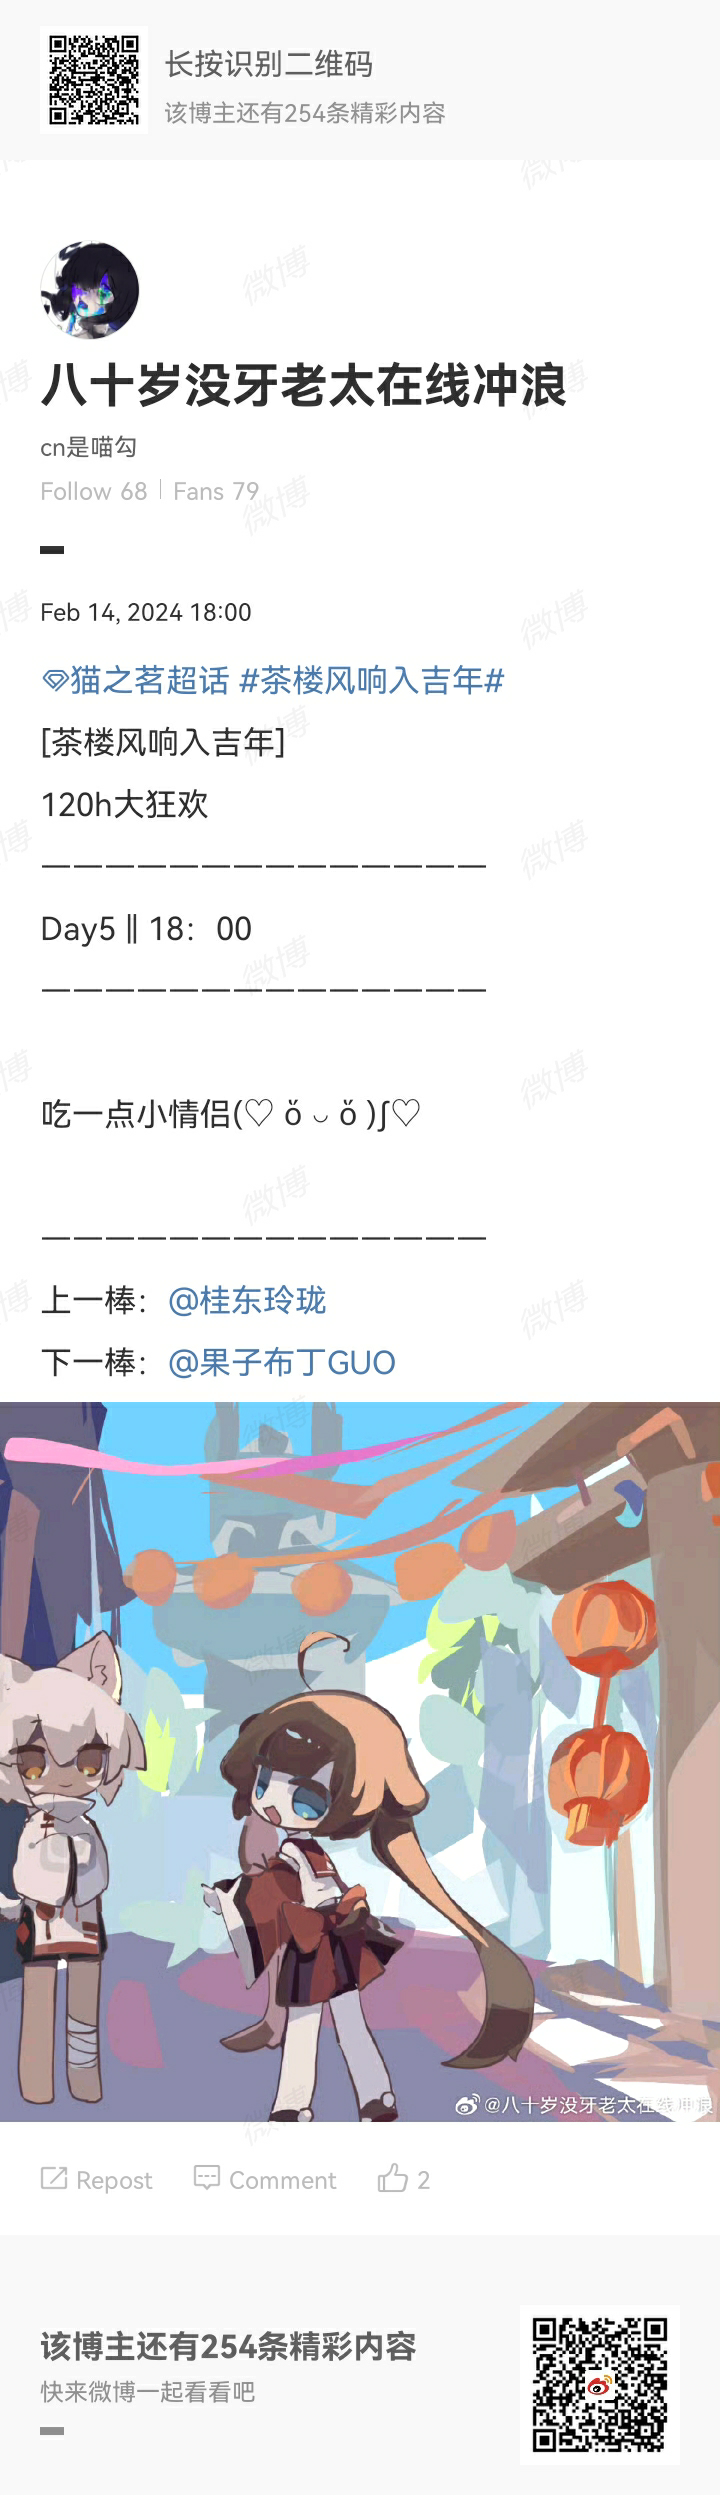 长按识别二维码
该博主还有254条精彩内容
八十岁没牙老太在线冲浪
cn是喵勾
Follow 68 | Fans 79
Feb 14, 2024 18:00
猫之茗超话 #茶楼风响入吉年#
[茶楼风响入吉年]
120h大狂欢
——————————————
Day5 ‖ 18：00
——————————————
吃一点小情侣(♡ ő ◡ ő )ʃ♡
——————————————
上一棒：@桂东玲珑
下一棒：@果子布丁GUO
@八十岁没牙老太在线冲浪
Repost Comment 2
该博主还有254条精彩内容
快来微博一起看看吧
微博